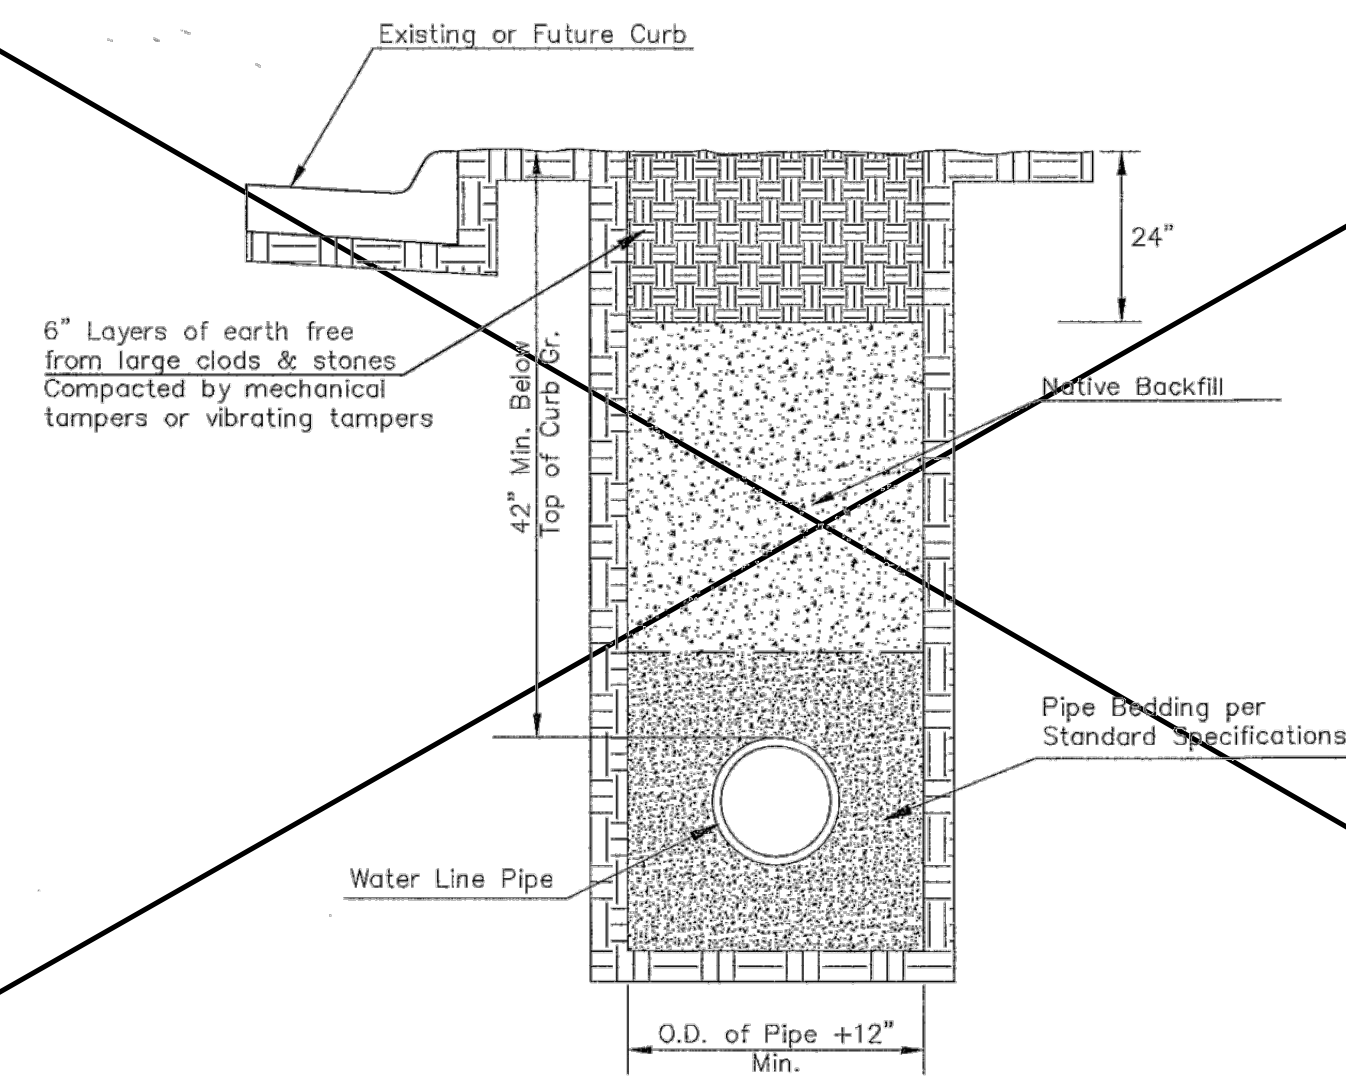 Existing or Future Curb
24"
6" Layers of earth free
from large clods & stones
Compacted by mechanical
tampers or vibrating tampers
42" Min. Below
Top of Curb Gr.
Native Backfill
Pipe Bedding per
Standard Specifications
Water Line Pipe
O.D. of Pipe +12"
Min.